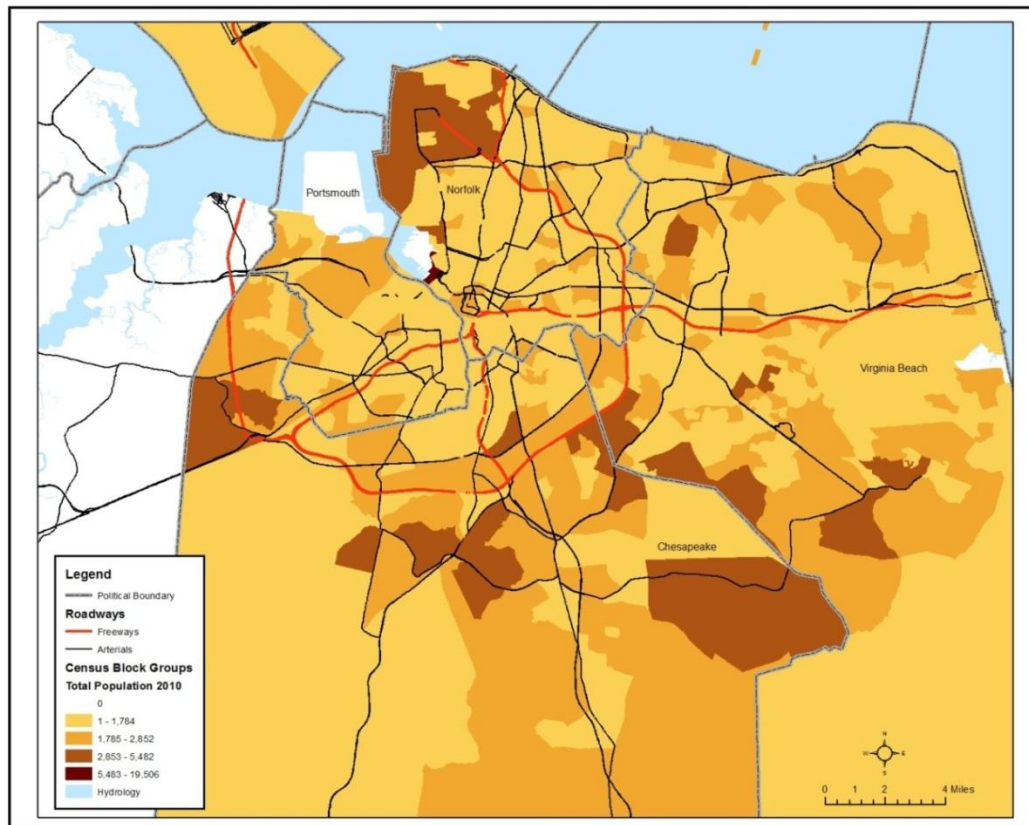 Portsmouth
Norfolk
Virginia Beach
Chesapeake
Legend
Political Boundary
Roadways
Freeways
Arterials
Census Block Groups
Total Population 2010
0
1 - 1,784
1,785 - 2,852
2,853 - 5,482
5,483 - 19,506
Hydrology
N
W E
S
0 2 4 Miles